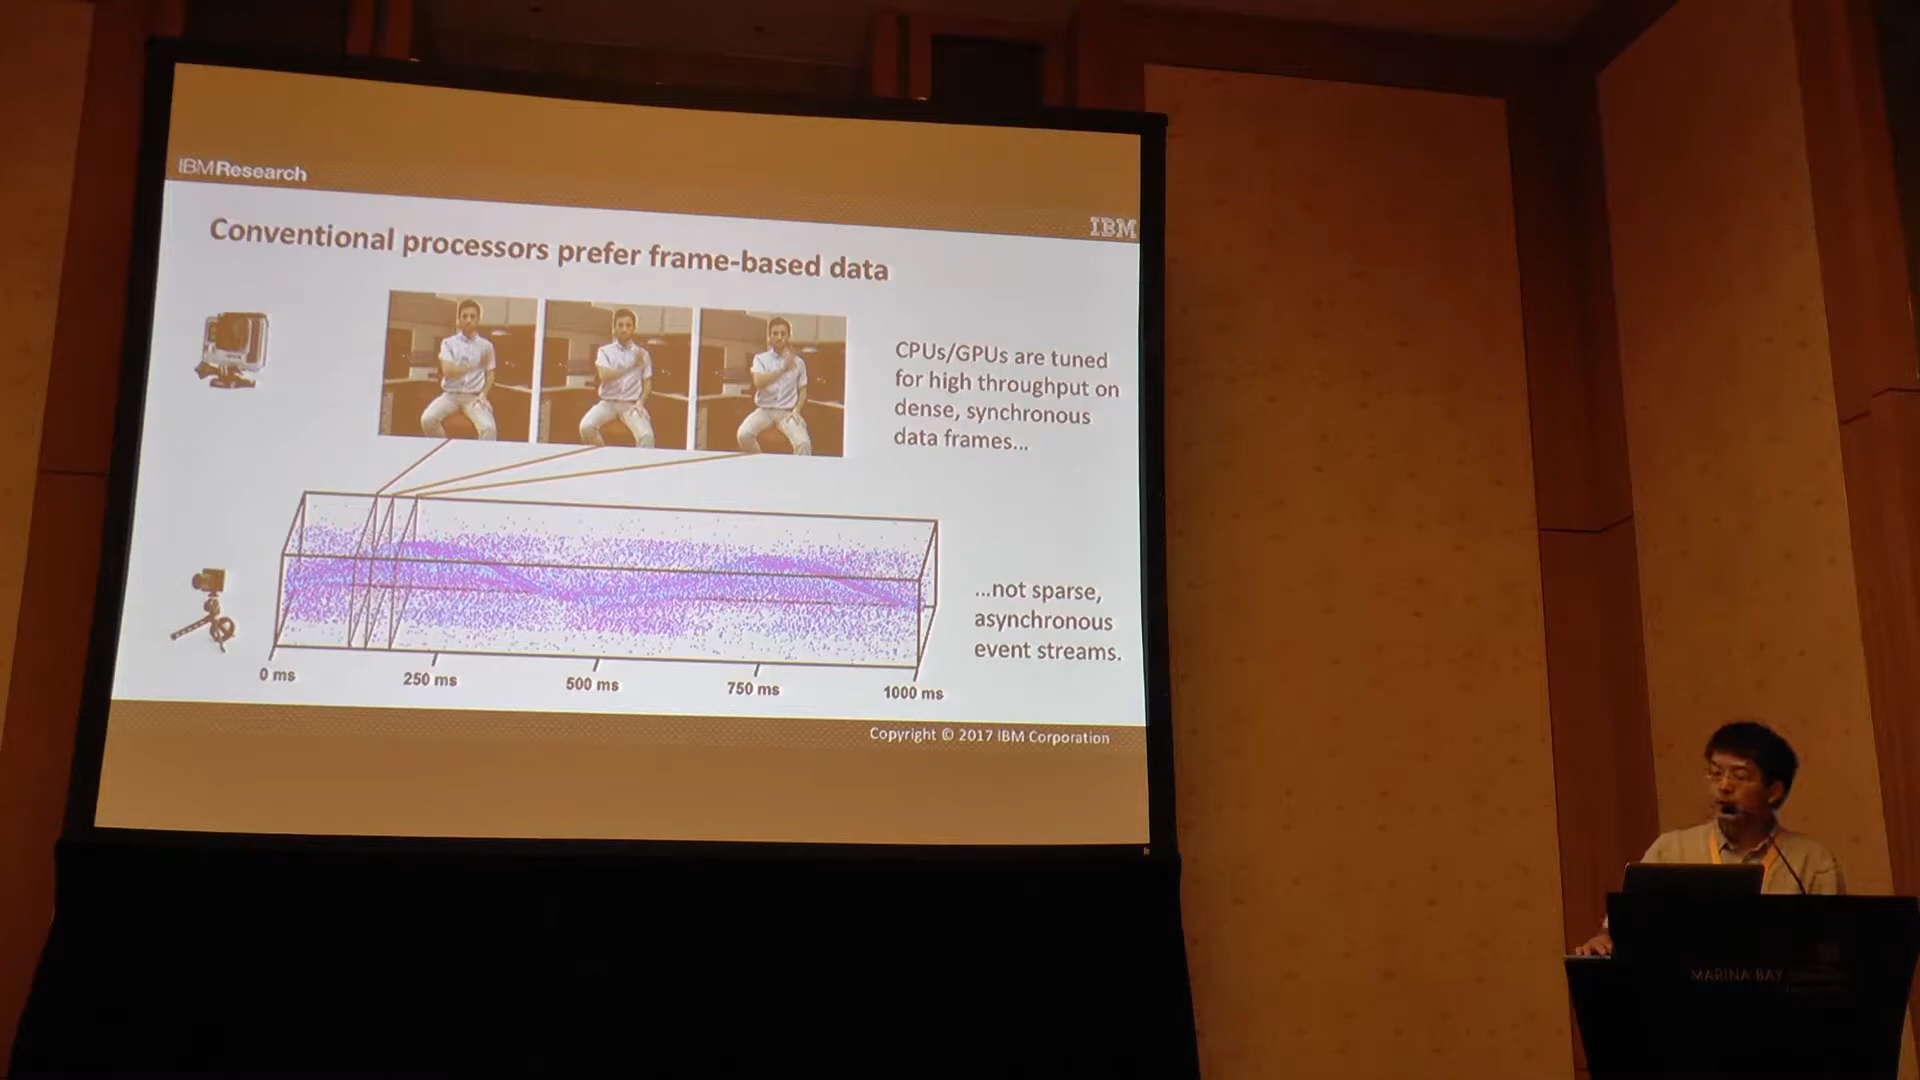 IBM Research
IBM
Conventional processors prefer frame-based data
CPUs/GPUs are tuned
for high throughput on
dense, synchronous
data frames...
...not sparse,
asynchronous
event streams.
0 ms
250 ms
500 ms
750 ms
1000 ms
Copyright © 2017 IBM Corporation
MARINA BAY